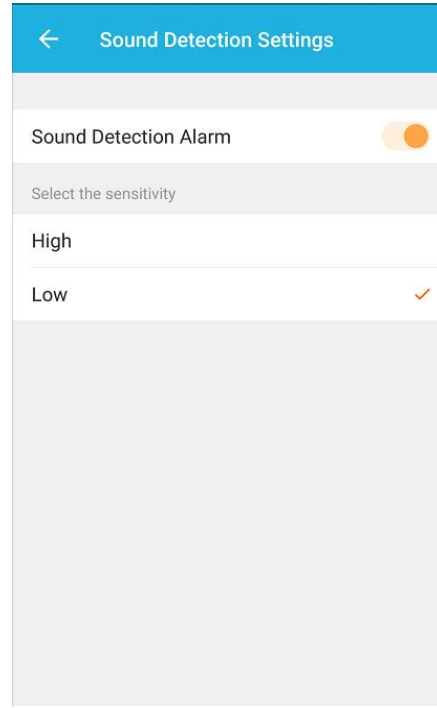 Sound Detection Settings
Sound Detection Alarm
Select the sensitivity
High
Low